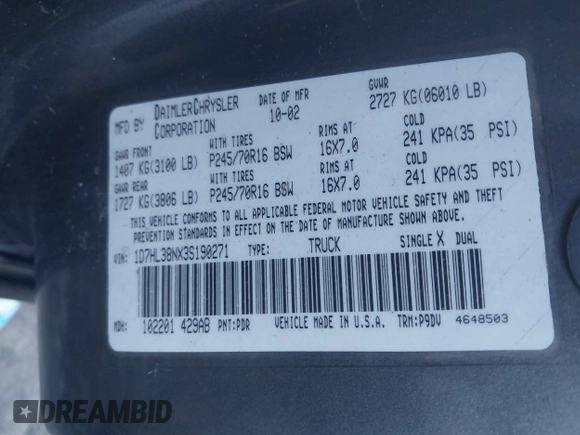 MFD BY DAIMLERCHRYSLER CORPORATION DATE OF MFR 10-02 GVWR 2727 KG(06010 LB)
GAWR FRONT WITH TIRES RIMS AT COLD
1407 KG(3100 LB) P245/70R16 BSW 16X7.0 241 KPA(35 PSI)
GAWR REAR WITH TIRES RIMS AT COLD
1727 KG(3806 LB) P245/70R16 BSW 16X7.0 241 KPA(35 PSI)
THIS VEHICLE CONFORMS TO ALL APPLICABLE FEDERAL MOTOR VEHICLE SAFETY AND THEFT
PREVENTION STANDARDS IN EFFECT ON THE DATE OF MANUFACTURE SHOWN ABOVE.
VIN: 1D7HL38NX3S190271 TYPE: TRUCK SINGLE X DUAL
MDH: 102201 429AB PNT:PDR VEHICLE MADE IN U.S.A. TRM:P9DV 4648503
DREAMBID